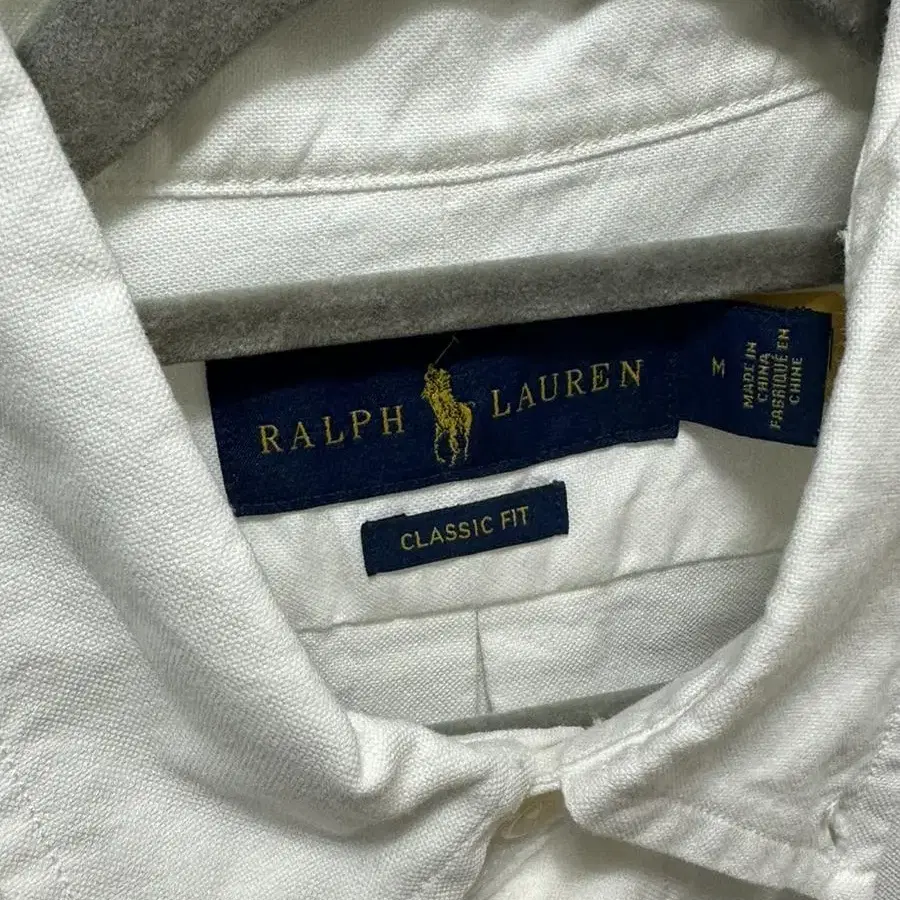 RALPH LAUREN
M
MADE IN
CHINA
FABRIQUÉ EN
CHINE
CLASSIC FIT